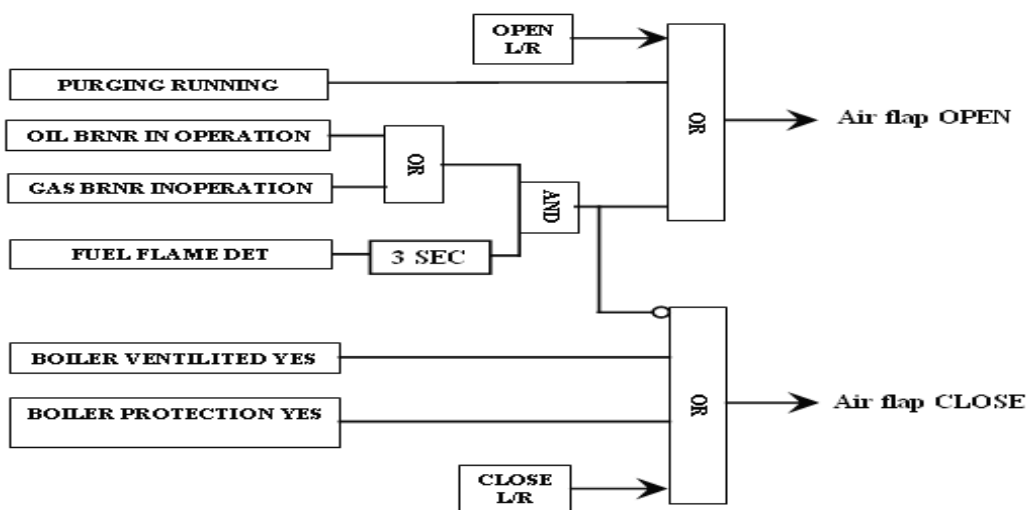 OPEN
L/R
PURGING RUNNING
OIL BRNR IN OPERATION
OR
OR
Air flap OPEN
GAS BRNR INOPERATION
AND
FUEL FLAME DET
3 SEC
BOILER VENTILITED YES
BOILER PROTECTION YES
OR
Air flap CLOSE
CLOSE
L/R